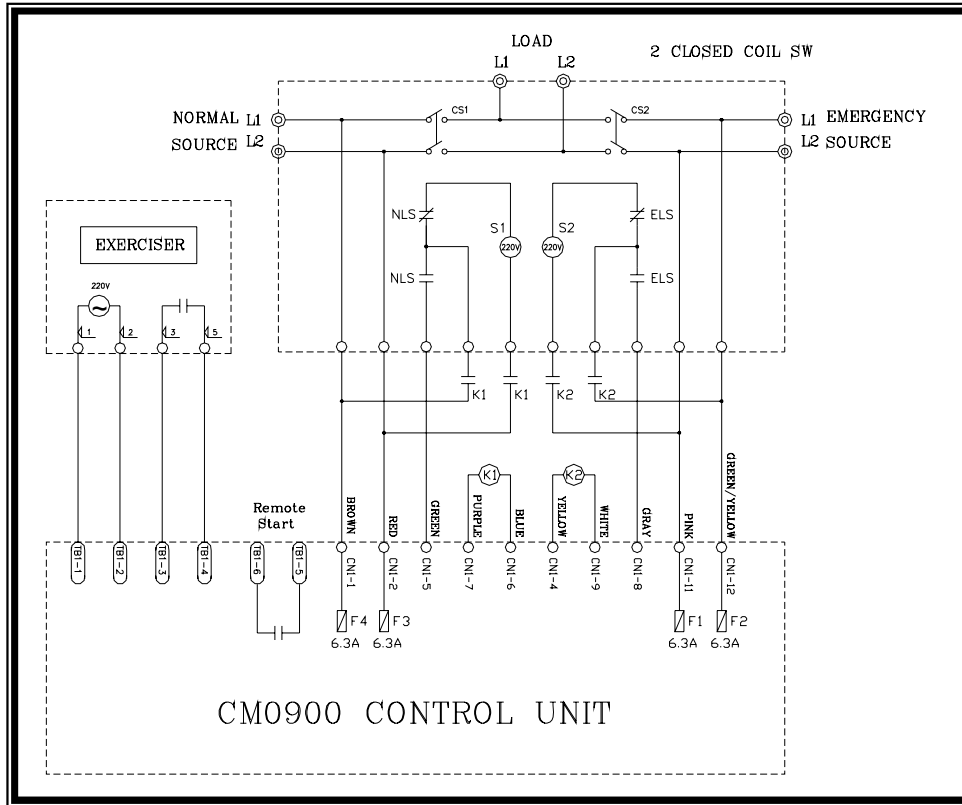 LOAD
2 CLOSED COIL SW
L1
L2
NORMAL L1
CS1
CS2
L1 EMERGENCY
SOURCE L2
L2 SOURCE
EXERCISER
NLS
S1
S2
ELS
220V
220V
NLS
ELS
220V
1
2
3
5
K1
K1
K2
K2
K1
K2
Remote
Start
BROWN
RED
GREEN
PURPLE
BLUE
YELLOW
WHITE
GRAY
PINK
GREEN/YELLOW
TB1-1
TB1-2
TB1-3
TB1-4
TB1-6
TB1-5
CN1-1
CN1-2
CN1-5
CN1-7
CN1-6
CN1-4
CN1-9
CN1-8
CN1-11
CN1-12
F4
F3
F1
F2
6.3A
6.3A
6.3A
6.3A
CM0900 CONTROL UNIT